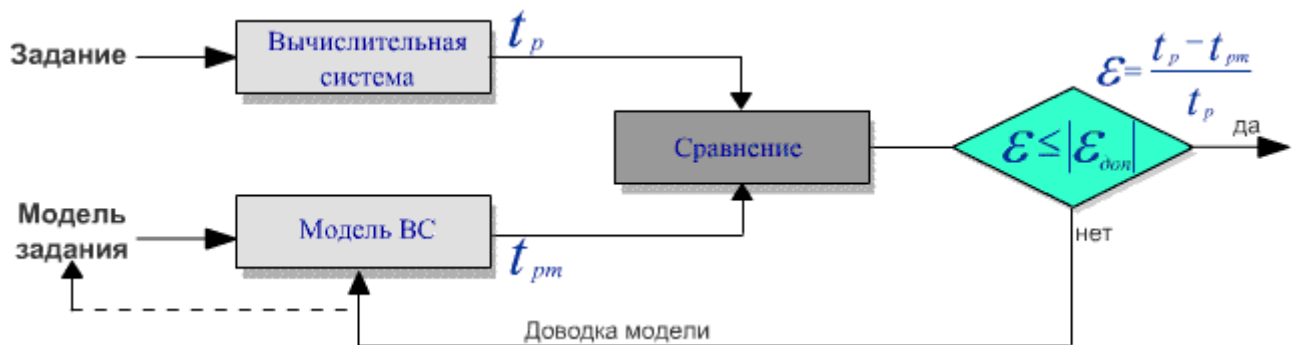 Задание
Вычислительная
система
t_p
ε = (t_p − t_pm) / t_p
Сравнение
ε ≤ |ε_доп|
да
Модель
задания
Модель ВС
t_pm
нет
Доводка модели